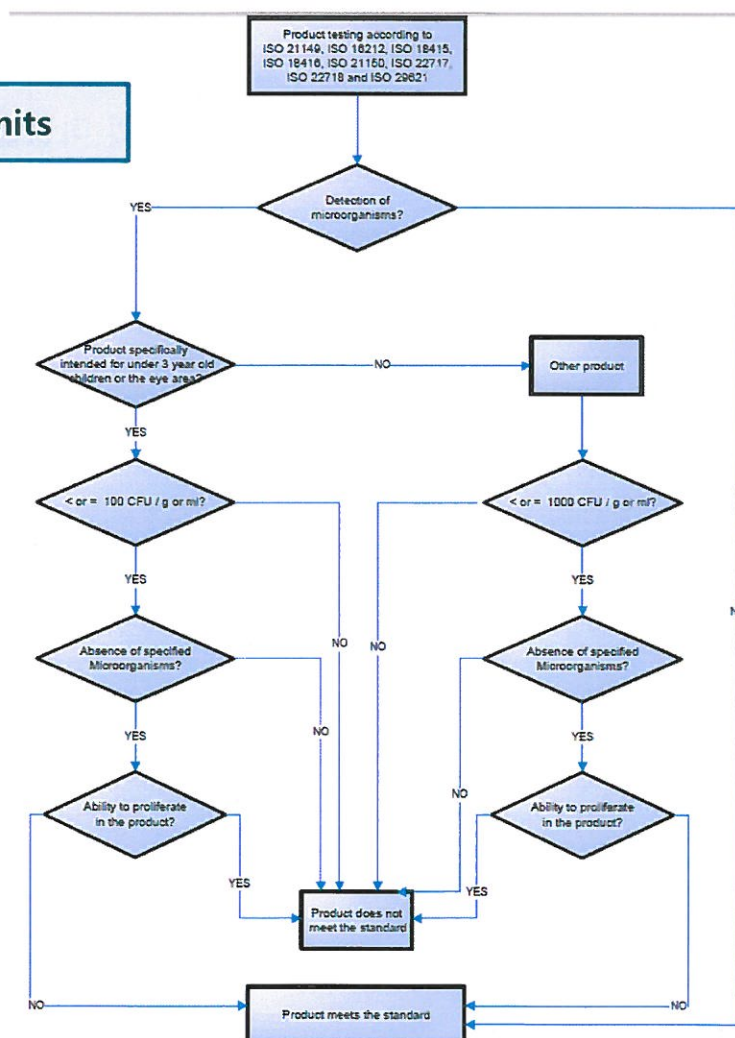 Product testing according to
ISO 21149, ISO 16212, ISO 18415,
ISO 18416, ISO 21150, ISO 22717,
ISO 22718 and ISO 29621
nits
Detection of
microorganisms?
YES
Product specifically
intended for under 3 year old
children or the eye area?
NO
Other product
YES
< or = 100 CFU / g or ml?
< or = 1000 CFU / g or ml?
YES
YES
N
Absence of specified
Microorganisms?
NO
NO
Absence of specified
Microorganisms?
YES
NO
YES
NO
Ability to proliferate
in the product?
Ability to proliferate
in the product?
YES
YES
Product does not
meet the standard
NO
NO
Product meets the standard